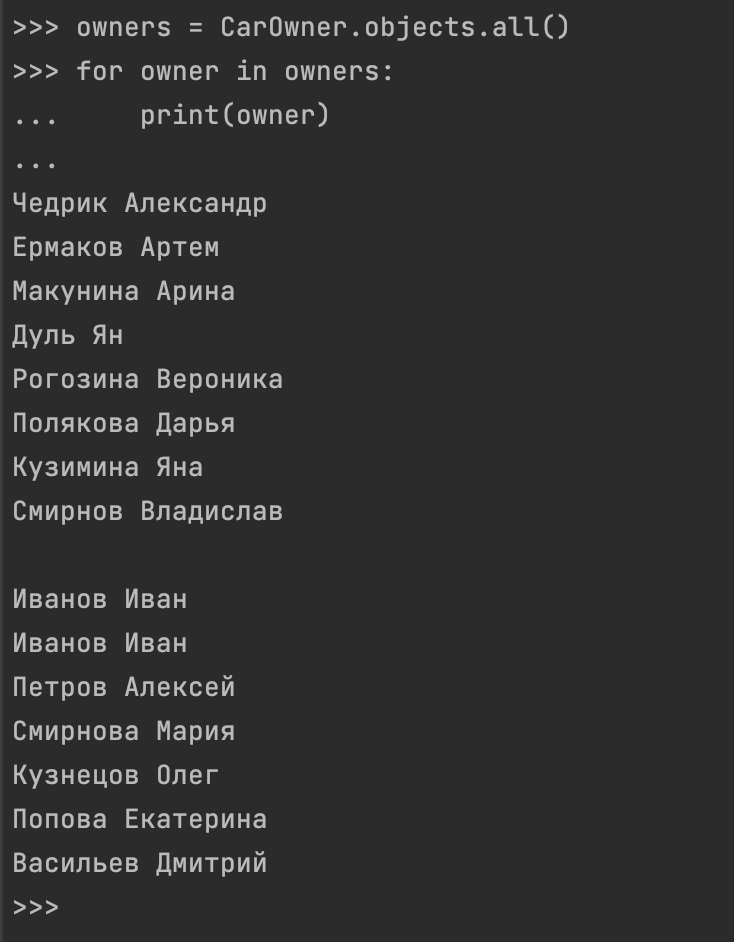 >>> owners = CarOwner.objects.all()
>>> for owner in owners:
...     print(owner)
...
Чедрик Александр
Ермаков Артем
Макунина Арина
Дуль Ян
Рогозина Вероника
Полякова Дарья
Кузимина Яна
Смирнов Владислав

Иванов Иван
Иванов Иван
Петров Алексей
Смирнова Мария
Кузнецов Олег
Попова Екатерина
Васильев Дмитрий
>>>